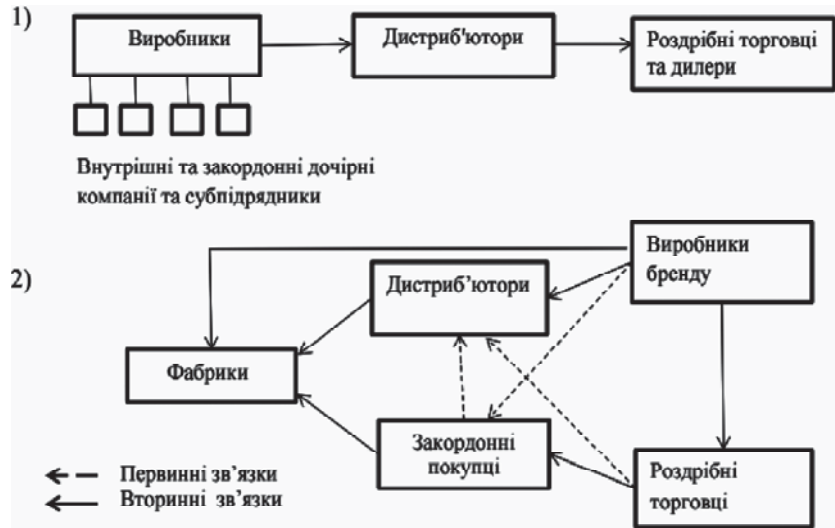 1)
Виробники
Дистриб'ютори
Роздрібні торговці
та дилери
Внутрішні та закордонні дочірні
компанії та субпідрядники
2)
Виробники
бренду
Дистриб’ютори
Фабрики
Закордонні
покупці
Роздрібні
торговці
Первинні зв’язки
Вторинні зв’язки